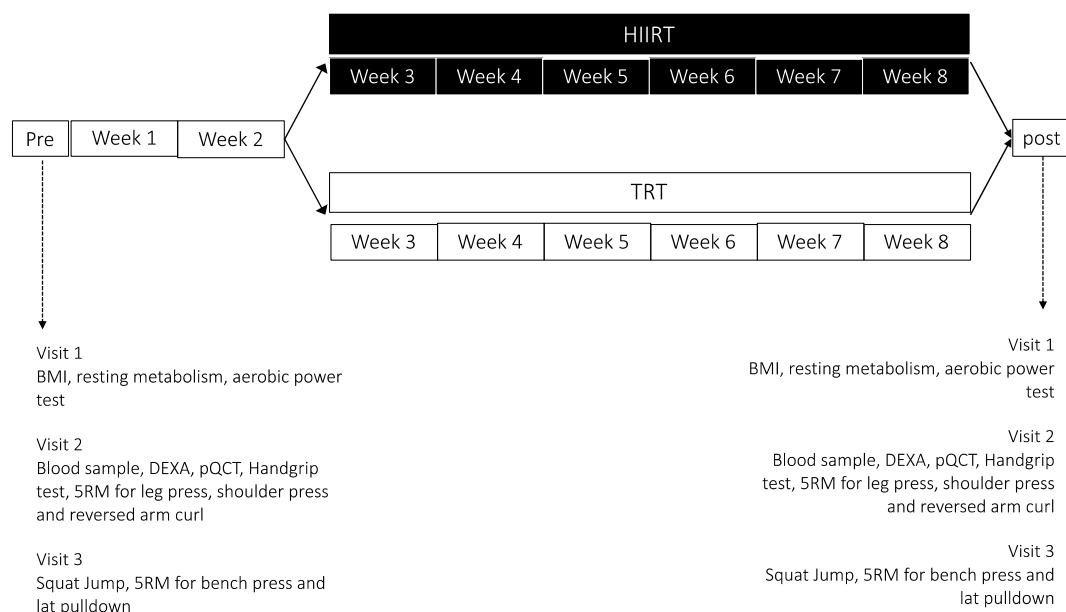 HIIRT
Week 3 Week 4 Week 5 Week 6 Week 7 Week 8
Pre Week 1 Week 2 post
TRT
Week 3 Week 4 Week 5 Week 6 Week 7 Week 8
Visit 1
BMI, resting metabolism, aerobic power
test
Visit 2
Blood sample, DEXA, pQCT, Handgrip
test, 5RM for leg press, shoulder press
and reversed arm curl
Visit 3
Squat Jump, 5RM for bench press and
lat pulldown
Visit 1
BMI, resting metabolism, aerobic power
test
Visit 2
Blood sample, DEXA, pQCT, Handgrip
test, 5RM for leg press, shoulder press
and reversed arm curl
Visit 3
Squat Jump, 5RM for bench press and
lat pulldown